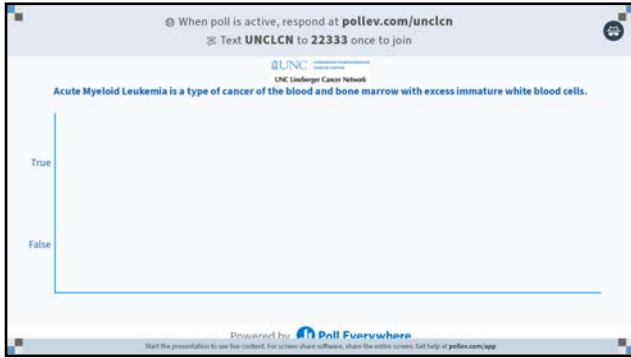 When poll is active, respond at pollev.com/unclcn
Text UNCLCN to 22333 once to join
UNC
UNC Lineberger Cancer Network
Acute Myeloid Leukemia is a type of cancer of the blood and bone marrow with excess immature white blood cells.
True
False
Powered by Poll Everywhere
Start the presentation to see live content. For screen share software, share the entire screen. Get help at pollev.com/app